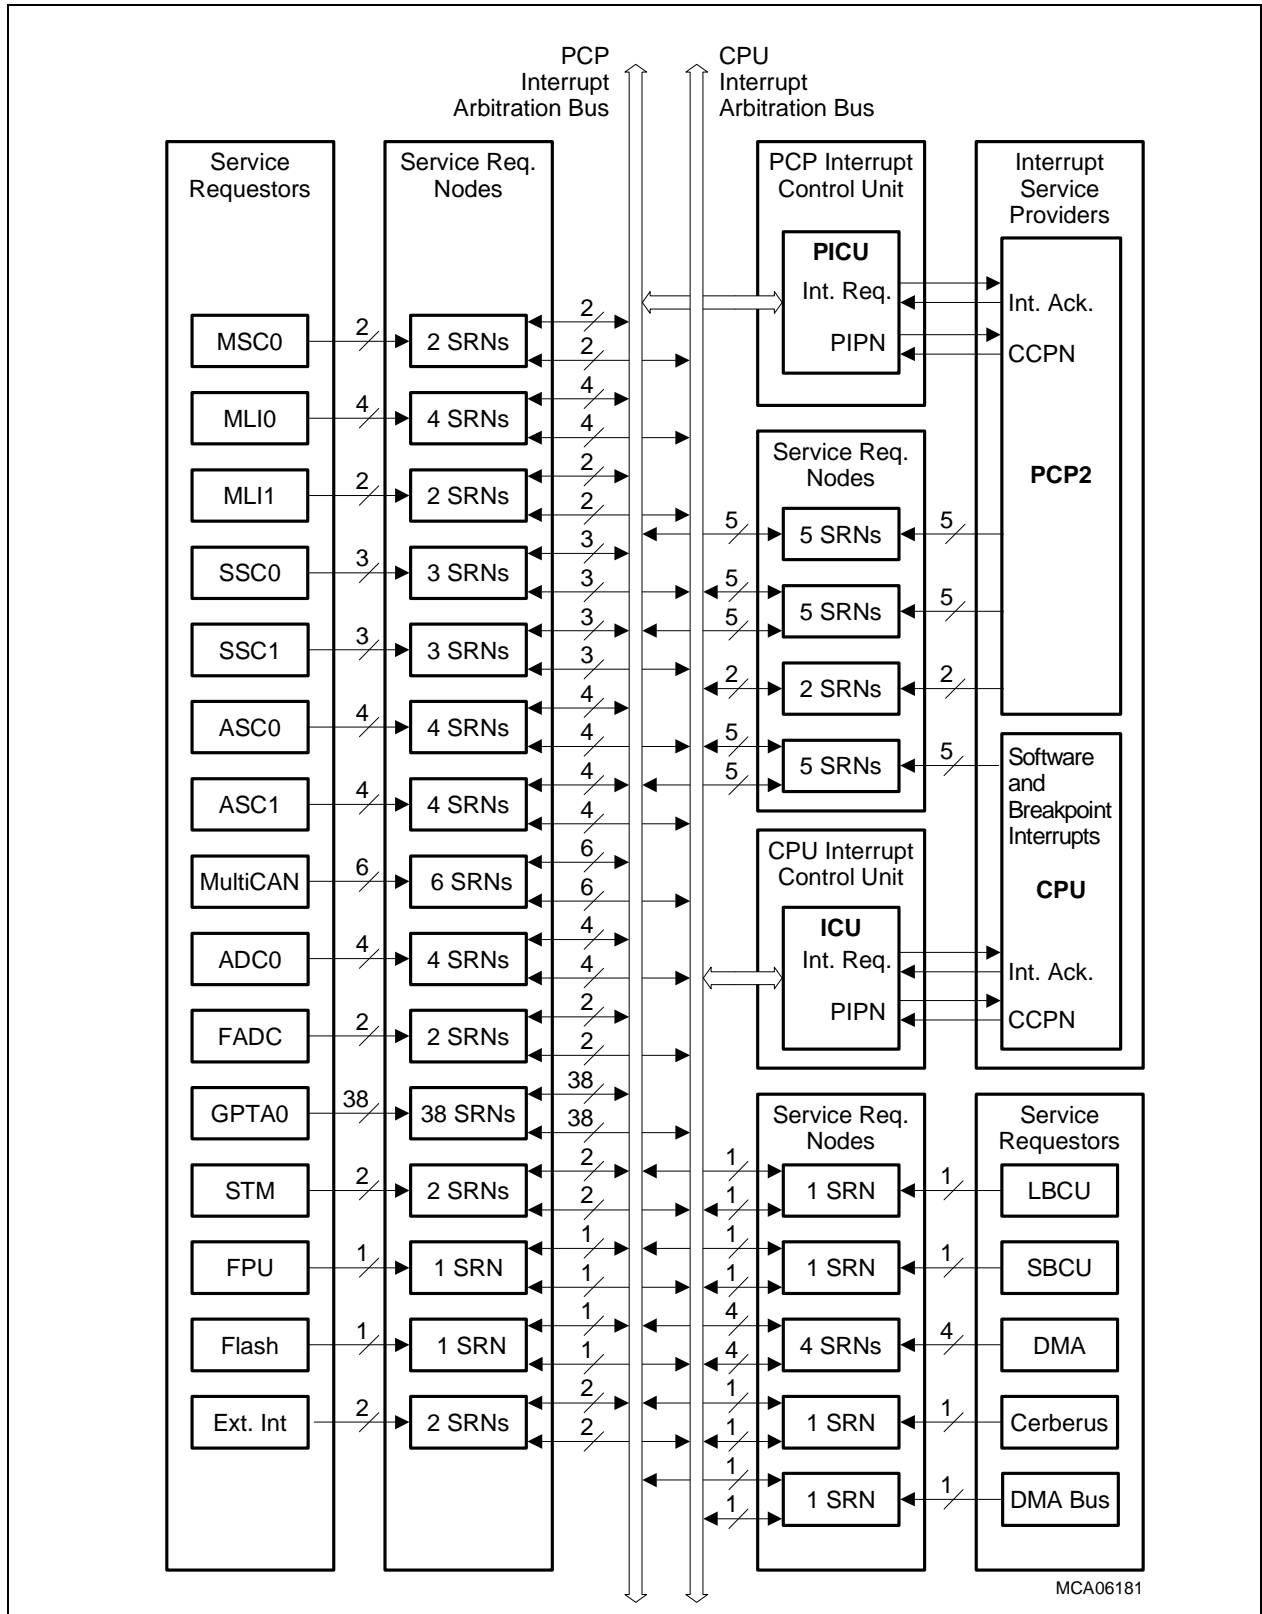 PCP
Interrupt
Arbitration Bus
CPU
Interrupt
Arbitration Bus
Service
Requestors
Service Req.
Nodes
MSC0
2
2 SRNs
2
2
MLI0
4
4 SRNs
4
4
MLI1
2
2 SRNs
2
2
SSC0
3
3 SRNs
3
3
SSC1
3
3 SRNs
3
3
ASC0
4
4 SRNs
4
4
ASC1
4
4 SRNs
4
4
MultiCAN
6
6 SRNs
6
6
ADC0
4
4 SRNs
4
4
FADC
2
2 SRNs
2
2
GPTA0
38
38 SRNs
38
38
STM
2
2 SRNs
2
2
FPU
1
1 SRN
1
1
Flash
1
1 SRN
1
1
Ext. Int
2
2 SRNs
2
2
PCP Interrupt
Control Unit
PICU
Int. Req.
PIPN
Interrupt
Service
Providers
Int. Ack.
CCPN
PCP2
Service Req.
Nodes
5
5 SRNs
5
5
5
5 SRNs
5
2
2 SRNs
2
5
5
5 SRNs
5
Software
and
Breakpoint
Interrupts
CPU
CPU Interrupt
Control Unit
ICU
Int. Req.
PIPN
Int. Ack.
CCPN
Service Req.
Nodes
Service
Requestors
1
1
1 SRN
1
LBCU
1
1
1 SRN
1
SBCU
4
4
4 SRNs
4
DMA
1
1
1 SRN
1
Cerberus
1
1
1 SRN
1
DMA Bus
MCA06181